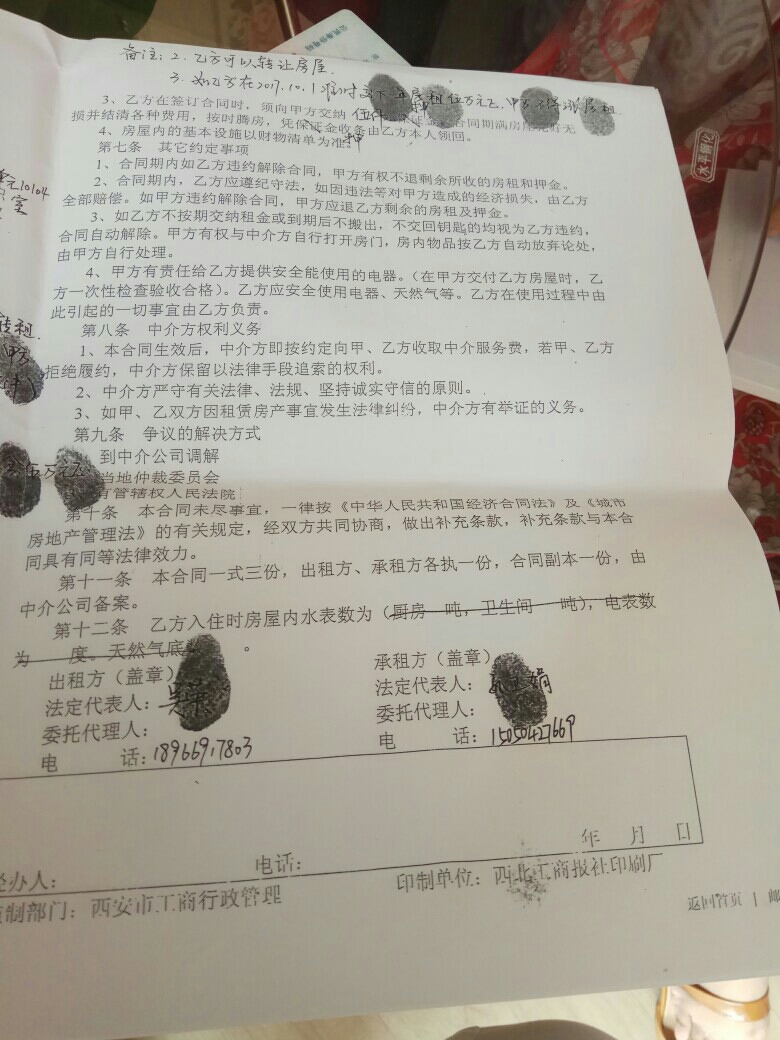 备注: 2. 乙方可以转让房屋.
3. 如乙方在2017.10.1 年房租伍万元正. 甲方不得涨房租
3、乙方在签订合同时，须向甲方交纳 伍仟 合同期满房屋完好无
损并结清各种费用，按时腾房，凭保证金收条由乙方本人领回。
押
4、房屋内的基本设施以财物清单为准。
第七条 其它约定事项
1、合同期内如乙方违约解除合同，甲方有权不退剩余所收的房租和押金。
2、合同期内，乙方应遵纪守法，如因违法等对甲方造成的经济损失，由乙方
全部赔偿。如甲方违约解除合同，甲方应退乙方剩余的房租及押金。
3、如乙方不按期交纳租金或到期后不搬出，不交回钥匙的均视为乙方违约，
合同自动解除。甲方有权与中介方自行打开房门，房内物品按乙方自动放弃论处，
由甲方自行处理。
4、甲方有责任给乙方提供安全能使用的电器。（在甲方交付乙方房屋时，乙
方一次性检查验收合格）。乙方应安全使用电器、天然气等。乙方在使用过程中由
此引起的一切事宜由乙方负责。
第八条 中介方权利义务
1、本合同生效后，中介方即按约定向甲、乙方收取中介服务费，若甲、乙方
拒绝履约，中介方保留以法律手段追索的权利。
2、中介方严守有关法律、法规、坚持诚实守信的原则。
3、如甲、乙双方因租赁房产事宜发生法律纠纷，中介方有举证的义务。
第九条 争议的解决方式
到中介公司调解
当地仲裁委员会
有管辖权人民法院
第十条 本合同未尽事宜，一律按《中华人民共和国经济合同法》及《城市
房地产管理法》的有关规定，经双方共同协商，做出补充条款，补充条款与本合
同具有同等法律效力。
第十一条 本合同一式三份，出租方、承租方各执一份，合同副本一份，由
中介公司备案。
第十二条 乙方入住时房屋内水表数为（厨房 吨，卫生间 吨），电表数
为 度。天然气底 。
出租方（盖章）
法定代表人：
委托代理人：
电 话：18966917803
承租方（盖章）
法定代表人：
委托代理人：
电 话：15050427669
年 月 日
经办人： 电话：
监制部门：西安市工商行政管理
印制单位：西北工商报社印刷厂
返回首页 | 邮
10104
室
转租.
伍万元正
水手钢化